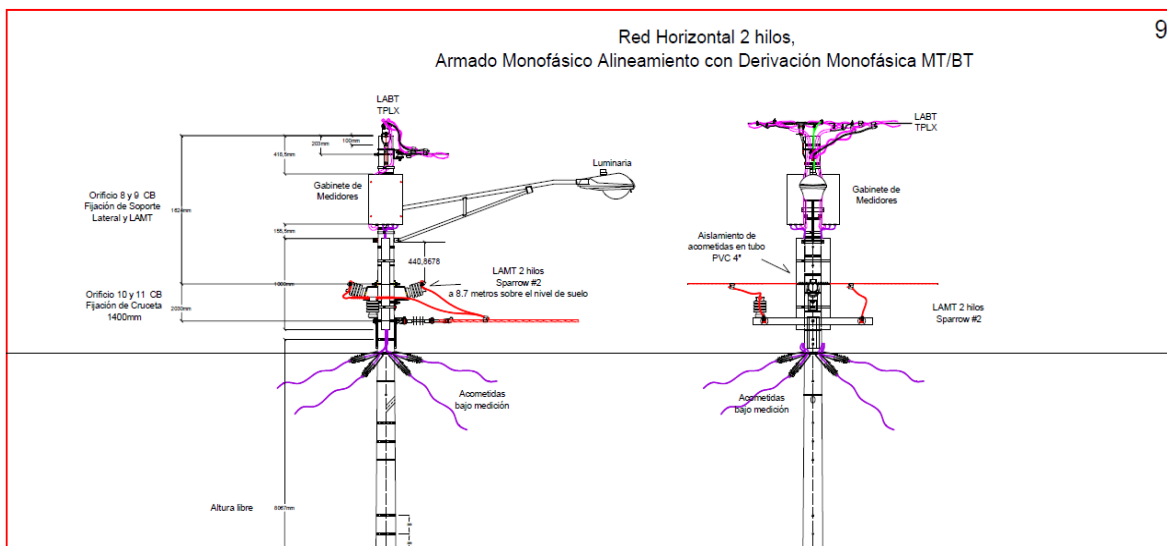 9
Red Horizontal 2 hilos,
Armado Monofásico Alineamiento con Derivación Monofásica MT/BT
LABT
TPLX
100mm
203mm
418,5mm
Luminaria
Gabinete de
Medidores
Orificio 8 y 9 CB
Fijación de Soporte
Lateral y LAMT
1624mm
155,5mm
440,8678
LAMT 2 hilos
Sparrow #2
a 8.7 metros sobre el nivel de suelo
Orificio 10 y 11 CB
Fijación de Cruceta
1400mm
Acometidas
bajo medición
Altura libre
LABT
TPLX
Gabinete de
Medidores
Aislamiento de
acometidas en tubo
PVC 4"
LAMT 2 hilos
Sparrow #2
Acometidas
bajo medición